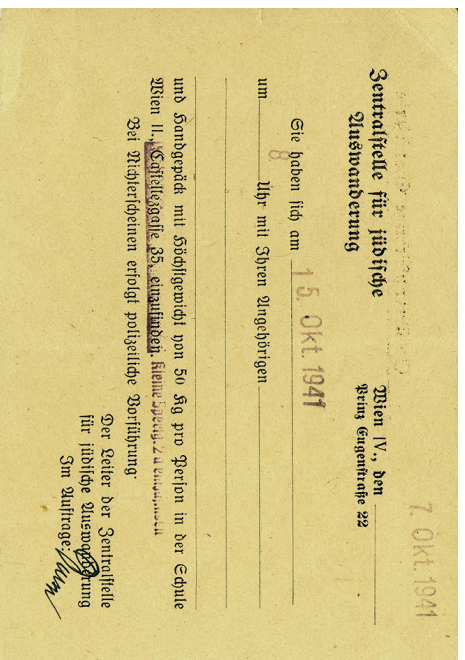 Zentralstelle für jüdische
Auswanderung
7. Okt. 1941
Wien IV., den
Prinz Eugenstraße 22
Sie haben sich am 15. Okt. 1941
um 8 Uhr mit Ihren Angehörigen
und Handgepäck mit Höchstgewicht von 50 Kg pro Person in der Schule
Wien II., Castellezgasse 35, einzufinden.
Bei Nichterscheinen erfolgt polizeiliche Vorführung.
Der Leiter der Zentralstelle
für jüdische Auswanderung
Im Auftrage: